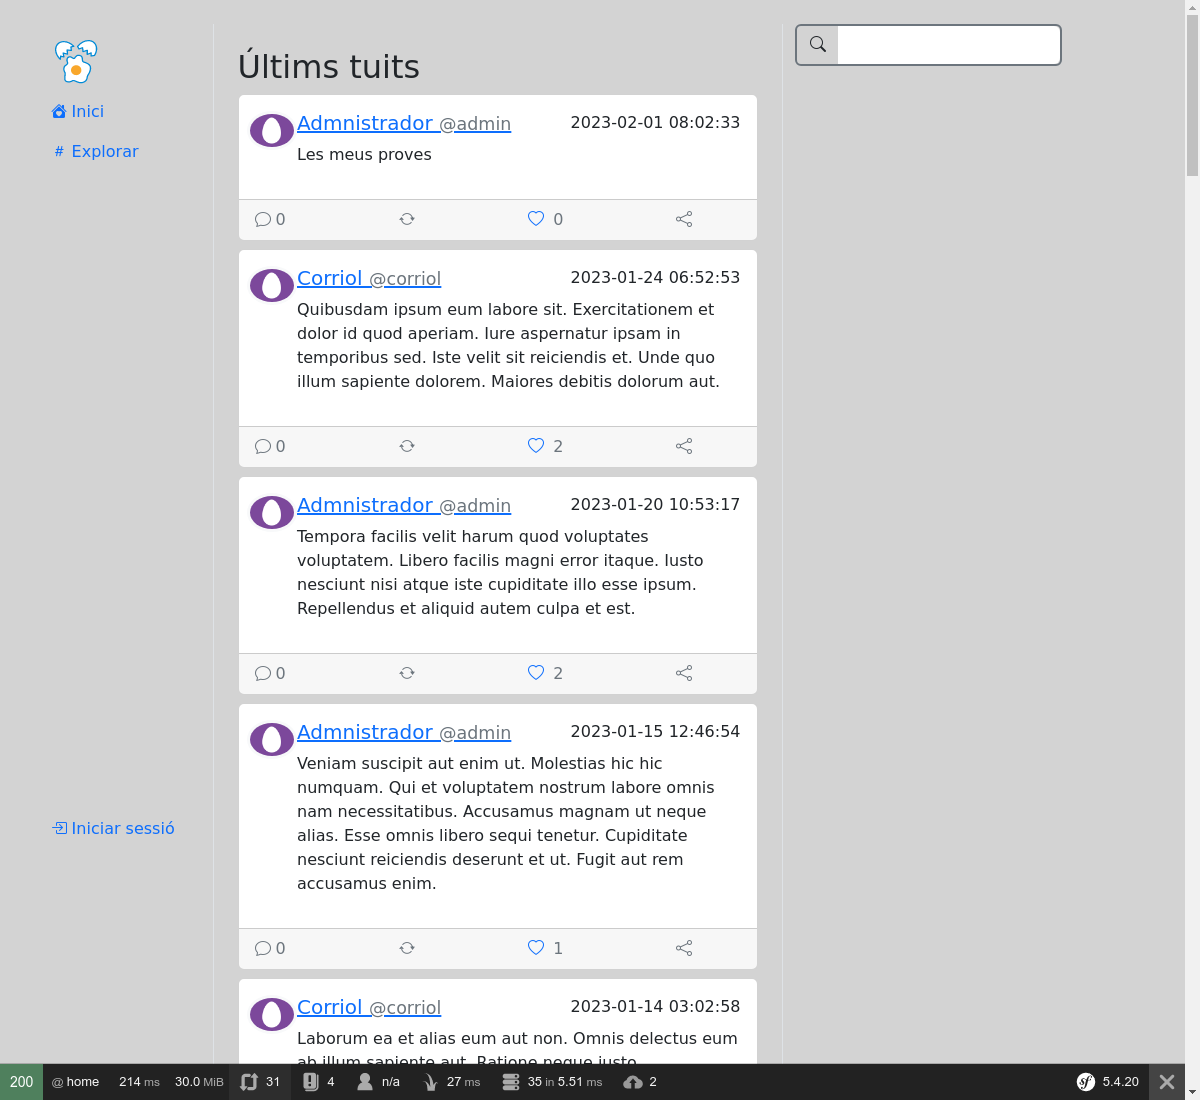 Inici
# Explorar
Iniciar sessió
Últims tuits
Admnistrador @admin 2023-02-01 08:02:33
Les meus proves
0 0
Corriol @corriol 2023-01-24 06:52:53
Quibusdam ipsum eum labore sit. Exercitationem et
dolor id quod aperiam. Iure aspernatur ipsam in
temporibus sed. Iste velit sit reiciendis et. Unde quo
illum sapiente dolorem. Maiores debitis dolorum aut.
0 2
Admnistrador @admin 2023-01-20 10:53:17
Tempora facilis velit harum quod voluptates
voluptatem. Libero facilis magni error itaque. Iusto
nesciunt nisi atque iste cupiditate illo esse ipsum.
Repellendus et aliquid autem culpa et est.
0 2
Admnistrador @admin 2023-01-15 12:46:54
Veniam suscipit aut enim ut. Molestias hic hic
numquam. Qui et voluptatem nostrum labore omnis
nam necessitatibus. Accusamus magnam ut neque
alias. Esse omnis libero sequi tenetur. Cupiditate
nesciunt reiciendis deserunt et ut. Fugit aut rem
accusamus enim.
0 1
Corriol @corriol 2023-01-14 03:02:58
Laborum ea et alias eum aut non. Omnis delectus eum
ab illum sapiente aut. Ratione neque iusto
200 @ home 214 ms 30.0 MiB 31 4 n/a 27 ms 35 in 5.51 ms 2 sf 5.4.20